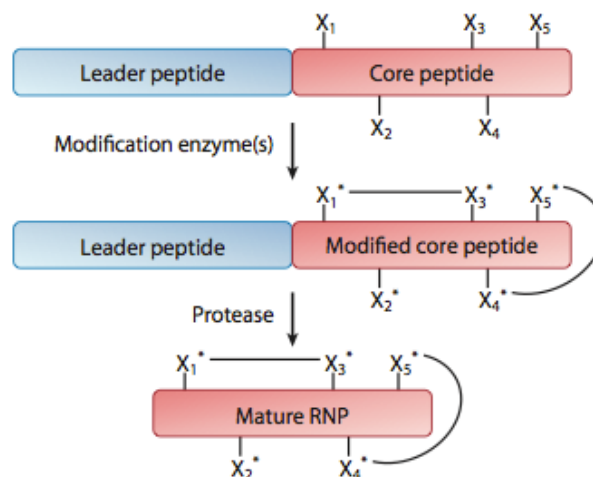 X1 X3 X5
Leader peptide Core peptide
X2 X4
Modification enzyme(s)
X1* X3* X5*
Leader peptide Modified core peptide
X2* X4*
Protease
X1* X3* X5*
Mature RNP
X2* X4*